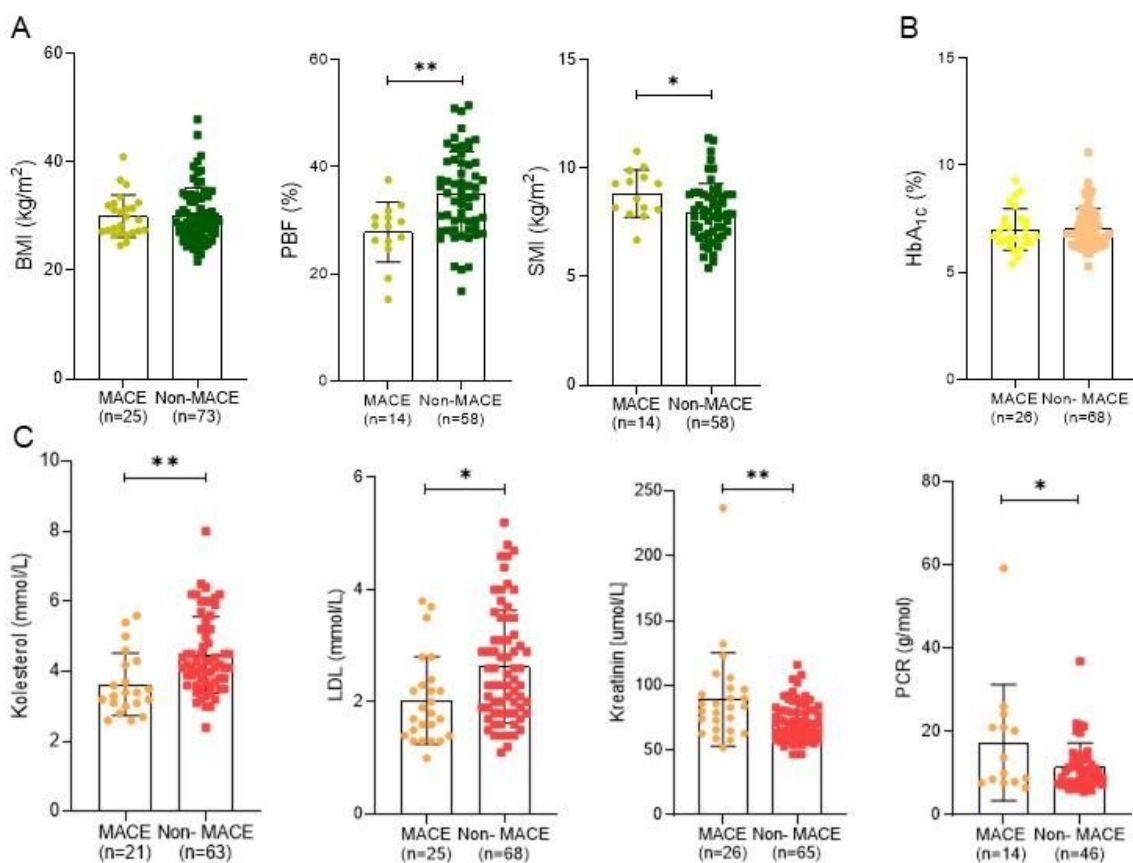 A
B
60
40
20
0
BMI (kg/m²)
MACE
(n=25)
Non-MACE
(n=73)
60
40
20
0
PBF (%)
**
MACE
(n=14)
Non-MACE
(n=58)
15
10
5
0
SMI (kg/m²)
*
MACE
(n=14)
Non-MACE
(n=58)
15
10
5
0
HbA₁C (%)
MACE
(n=26)
Non- MACE
(n=68)
C
10
8
6
4
2
0
Kolesterol (mmol/L)
**
MACE
(n=21)
Non- MACE
(n=63)
6
4
2
0
LDL (mmol/L)
*
MACE
(n=25)
Non- MACE
(n=68)
250
200
150
100
50
0
Kreatinin [umol/L)
**
MACE
(n=26)
Non- MACE
(n=65)
80
60
40
20
0
PCR (g/mol)
*
MACE
(n=14)
Non- MACE
(n=46)